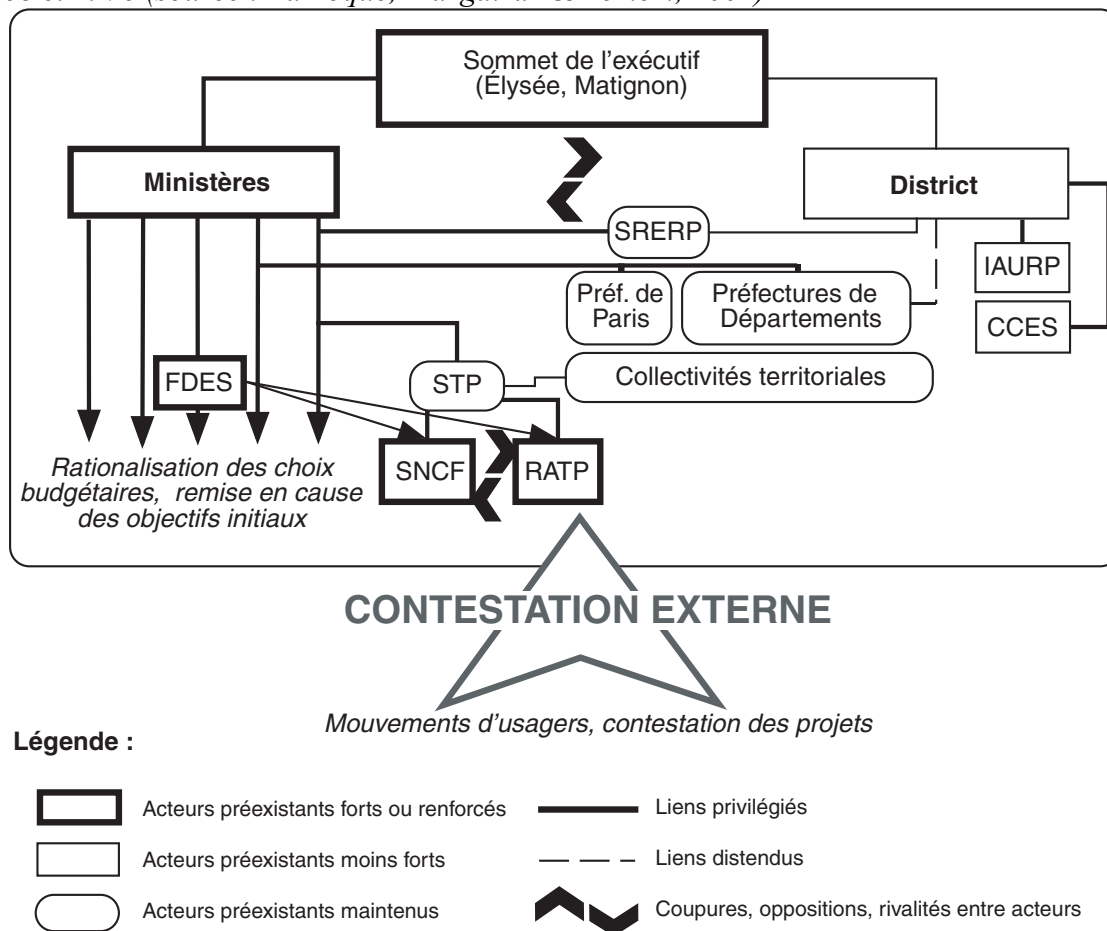 Sommet de l'exécutif
(Élysée, Matignon)
Ministères
District
SRERP
IAURP
Préf. de
Paris
Préfectures de
Départements
CCES
FDES
STP
Collectivités territoriales
SNCF
RATP
Rationalisation des choix
budgétaires, remise en cause
des objectifs initiaux
CONTESTATION EXTERNE
Mouvements d'usagers, contestation des projets
Légende :
Acteurs préexistants forts ou renforcés
Liens privilégiés
Acteurs préexistants moins forts
Liens distendus
Acteurs préexistants maintenus
Coupures, oppositions, rivalités entre acteurs